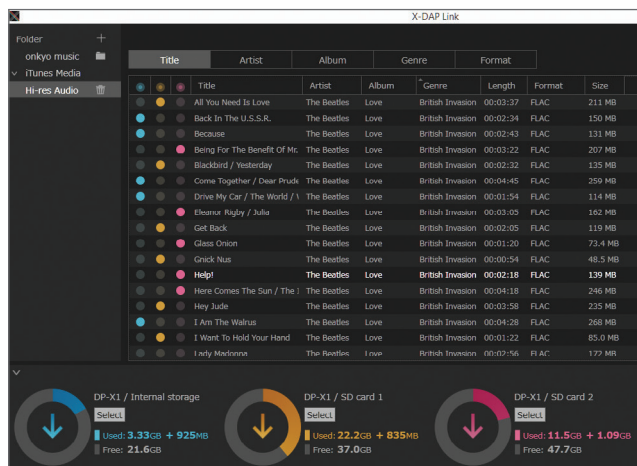 X-DAP Link
Folder +
onkyo music
iTunes Media
Hi-res Audio
Title Artist Album Genre Format
Title Artist Album Genre Length Format Size
All You Need Is Love The Beatles Love British Invasion 00:03:37 FLAC 211 MB
Back In The U.S.S.R. The Beatles Love British Invasion 00:02:34 FLAC 150 MB
Because The Beatles Love British Invasion 00:02:43 FLAC 131 MB
Being For The Benefit Of Mr. The Beatles Love British Invasion 00:03:22 FLAC 207 MB
Blackbird / Yesterday The Beatles Love British Invasion 00:02:32 FLAC 135 MB
Come Together / Dear Prude The Beatles Love British Invasion 00:04:45 FLAC 259 MB
Drive My Car / The World / The Beatles Love British Invasion 00:01:54 FLAC 114 MB
Eleanor Rigby / Julia The Beatles Love British Invasion 00:03:05 FLAC 162 MB
Get Back The Beatles Love British Invasion 00:02:05 FLAC 119 MB
Glass Onion The Beatles Love British Invasion 00:01:20 FLAC 73.4 MB
Gnick Nus The Beatles Love British Invasion 00:00:54 FLAC 48.5 MB
Help! The Beatles Love British Invasion 00:02:18 FLAC 139 MB
Here Comes The Sun / The The Beatles Love British Invasion 00:04:18 FLAC 246 MB
Hey Jude The Beatles Love British Invasion 00:03:58 FLAC 235 MB
I Am The Walrus The Beatles Love British Invasion 00:04:28 FLAC 268 MB
I Want To Hold Your Hand The Beatles Love British Invasion 00:01:22 FLAC 85.0 MB
Lady Madonna The Beatles Love British Invasion 00:02:56 FLAC 172 MB
DP-X1 / Internal storage
Select
Used: 3.33GB + 925MB
Free: 21.6GB
DP-X1 / SD card 1
Select
Used: 22.2GB + 835MB
Free: 37.0GB
DP-X1 / SD card 2
Select
Used: 11.5GB + 1.09GB
Free: 47.7GB